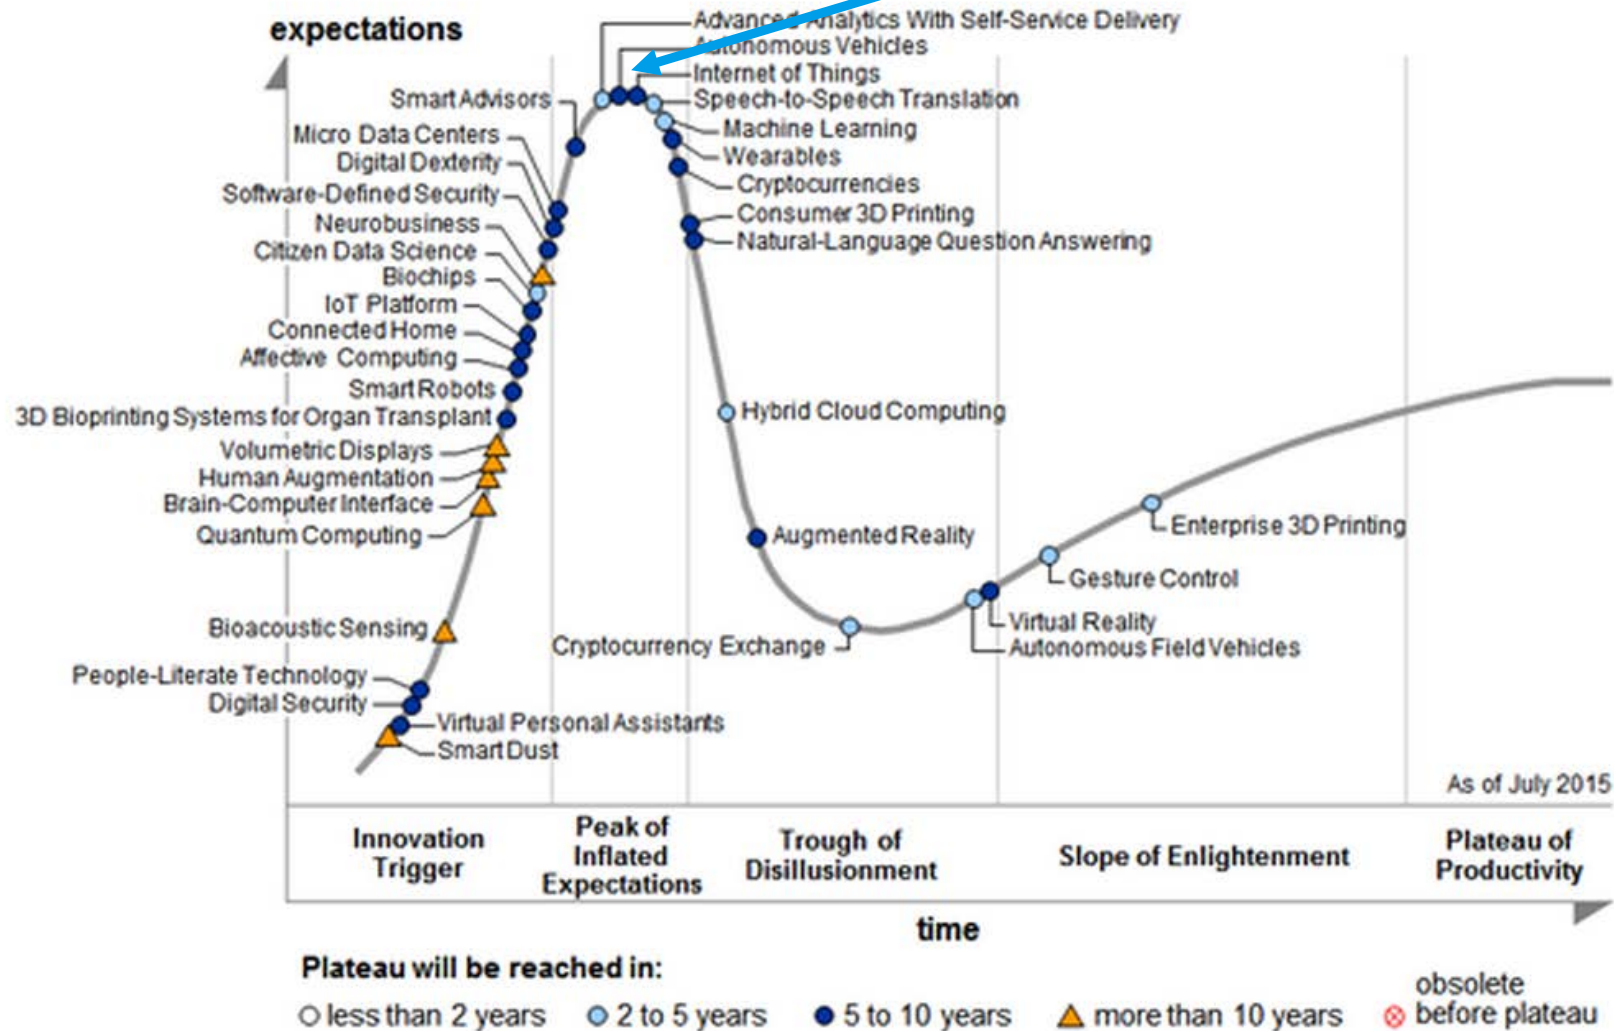 expectations
Advanced Analytics With Self-Service Delivery
Autonomous Vehicles
Internet of Things
Smart Advisors
Speech-to-Speech Translation
Micro Data Centers
Machine Learning
Digital Dexterity
Wearables
Software-Defined Security
Cryptocurrencies
Neurobusiness
Consumer 3D Printing
Citizen Data Science
Natural-Language Question Answering
Biochips
IoT Platform
Connected Home
Affective Computing
Smart Robots
3D Bioprinting Systems for Organ Transplant
Hybrid Cloud Computing
Volumetric Displays
Human Augmentation
Brain-Computer Interface
Quantum Computing
Augmented Reality
Enterprise 3D Printing
Gesture Control
Bioacoustic Sensing
Virtual Reality
Cryptocurrency Exchange
Autonomous Field Vehicles
People-Literate Technology
Digital Security
Virtual Personal Assistants
Smart Dust
As of July 2015
Innovation
Trigger
Peak of
Inflated
Expectations
Trough of
Disillusionment
Slope of Enlightenment
Plateau of
Productivity
time
Plateau will be reached in:
less than 2 years
2 to 5 years
5 to 10 years
more than 10 years
obsolete
before plateau